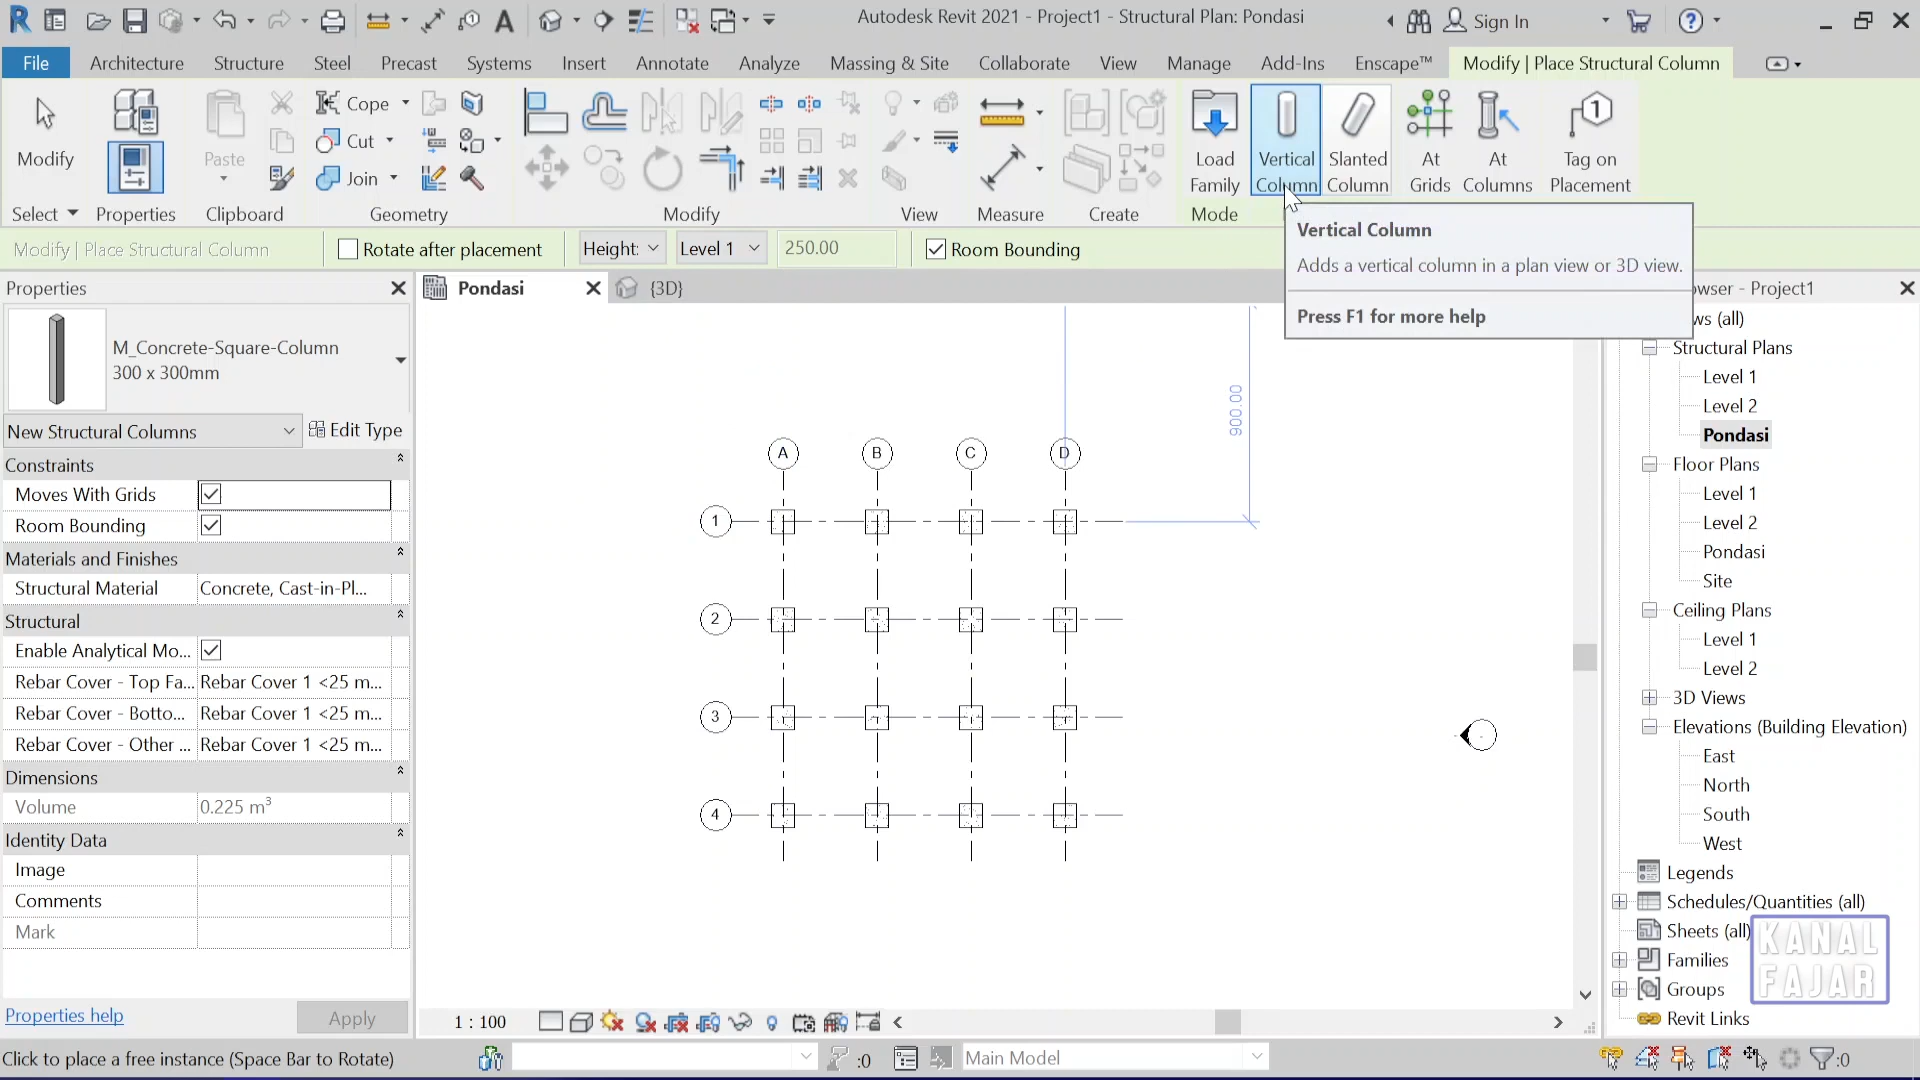 Autodesk Revit 2021 - Project1 - Structural Plan: Pondasi
Sign In
File Architecture Structure Steel Precast Systems Insert Annotate Analyze Massing & Site Collaborate View Manage Add-Ins Enscape™ Modify | Place Structural Column
Modify
Paste
Cope
Cut
Join
Load Family
Vertical Column
Slanted Column
At Grids
At Columns
Tag on Placement
Select Properties Clipboard Geometry Modify View Measure Create Mode
Modify | Place Structural Column Rotate after placement Height: Level 1 250.00 Room Bounding
Vertical Column
Adds a vertical column in a plan view or 3D view.
Press F1 for more help
Properties
M_Concrete-Square-Column
300 x 300mm
New Structural Columns Edit Type
Constraints
Moves With Grids
Room Bounding
Materials and Finishes
Structural Material Concrete, Cast-in-Pl...
Structural
Enable Analytical Mo...
Rebar Cover - Top Fa... Rebar Cover 1 <25 m...
Rebar Cover - Botto... Rebar Cover 1 <25 m...
Rebar Cover - Other ... Rebar Cover 1 <25 m...
Dimensions
Volume 0.225 m³
Identity Data
Image
Comments
Mark
Properties help Apply
Pondasi {3D}
900.00
A B C D
1
2
3
4
1 : 100
wser - Project1
ws (all)
Structural Plans
Level 1
Level 2
Pondasi
Floor Plans
Level 1
Level 2
Pondasi
Site
Ceiling Plans
Level 1
Level 2
3D Views
Elevations (Building Elevation)
East
North
South
West
Legends
Schedules/Quantities (all)
Sheets (all)
Families
Groups
Revit Links
KANAL
FAJAR
Click to place a free instance (Space Bar to Rotate) :0 Main Model :0